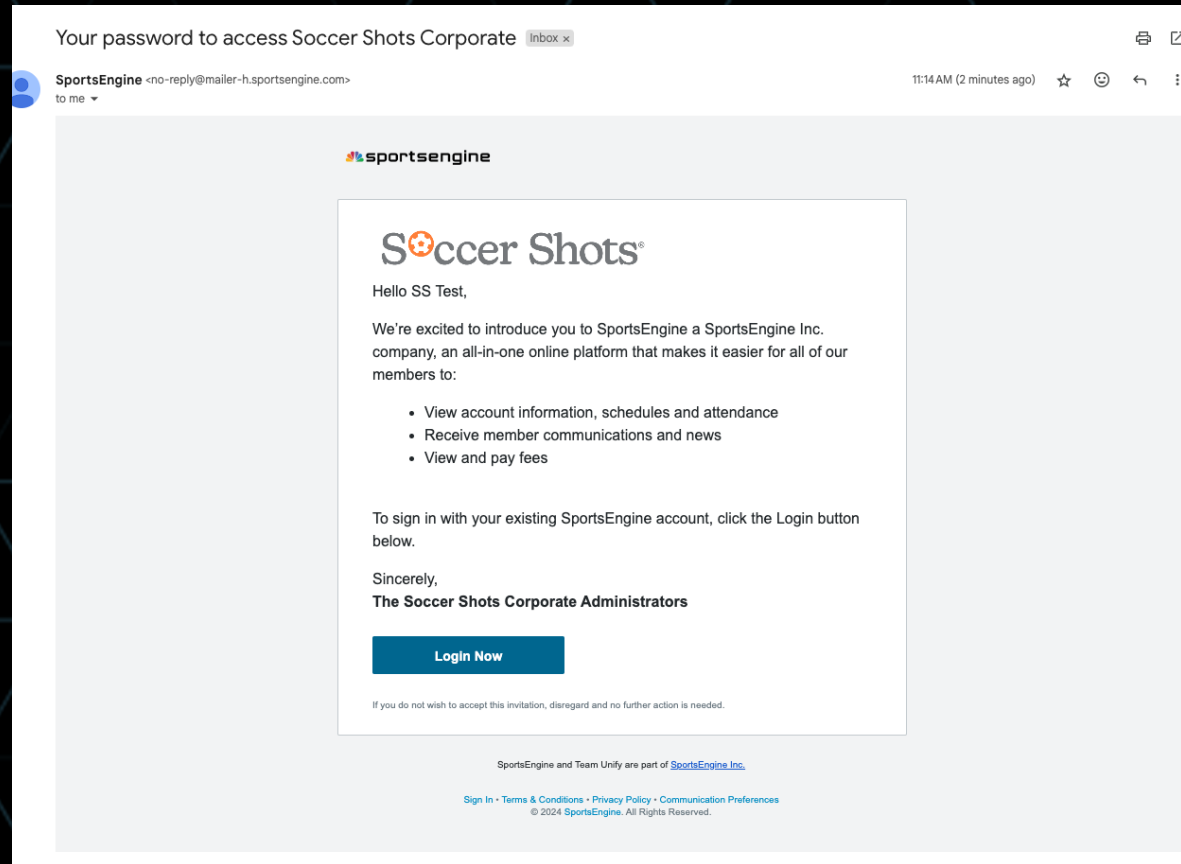 Your password to access Soccer Shots Corporate Inbox ×
SportsEngine <no-reply@mailer-h.sportsengine.com>
11:14 AM (2 minutes ago)
to me
sportsengine
Soccer Shots®
Hello SS Test,
We're excited to introduce you to SportsEngine a SportsEngine Inc.
company, an all-in-one online platform that makes it easier for all of our
members to:
• View account information, schedules and attendance
• Receive member communications and news
• View and pay fees
To sign in with your existing SportsEngine account, click the Login button
below.
Sincerely,
The Soccer Shots Corporate Administrators
Login Now
If you do not wish to accept this invitation, disregard and no further action is needed.
SportsEngine and Team Unify are part of SportsEngine Inc.
Sign In • Terms & Conditions • Privacy Policy • Communication Preferences
© 2024 SportsEngine. All Rights Reserved.